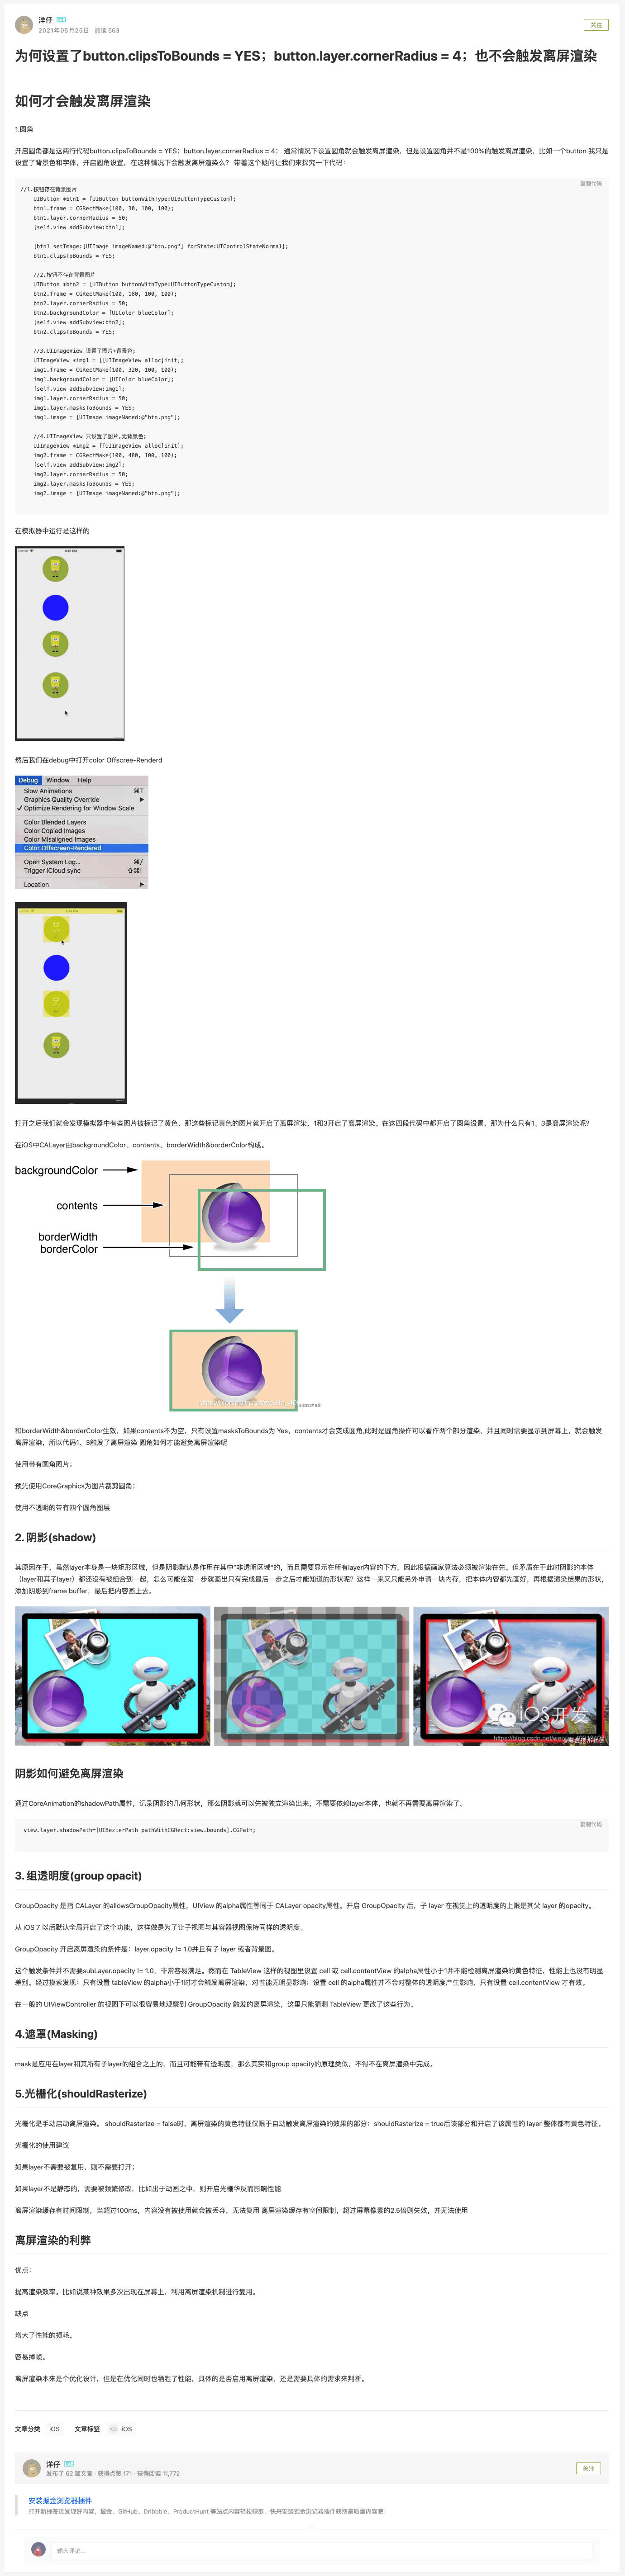 洋仔
2021年05月25日 阅读 563
关注
为何设置了button.clipsToBounds = YES；button.layer.cornerRadius = 4；也不会触发离屏渲染
如何才会触发离屏渲染
1.圆角
开启圆角都是这两行代码button.clipsToBounds = YES；button.layer.cornerRadius = 4； 通常情况下设置圆角就会触发离屏渲染，但是设置圆角并不是100%的触发离屏渲染，比如一个button 我只是
设置了背景色和字体，开启圆角设置，在这种情况下会触发离屏渲染么？ 带着这个疑问让我们来探究一下代码：
复制代码
//1.按钮存在背景图片
UIButton *btn1 = [UIButton buttonWithType:UIButtonTypeCustom];
btn1.frame = CGRectMake(100, 30, 100, 100);
btn1.layer.cornerRadius = 50;
[self.view addSubview:btn1];
[btn1 setImage:[UIImage imageNamed:@"btn.png"] forState:UIControlStateNormal];
btn1.clipsToBounds = YES;
//2.按钮不存在背景图片
UIButton *btn2 = [UIButton buttonWithType:UIButtonTypeCustom];
btn2.frame = CGRectMake(100, 180, 100, 100);
btn2.layer.cornerRadius = 50;
btn2.backgroundColor = [UIColor blueColor];
[self.view addSubview:btn2];
btn2.clipsToBounds = YES;
//3.UIImageView 设置了图片+背景色;
UIImageView *img1 = [[UIImageView alloc]init];
img1.frame = CGRectMake(100, 320, 100, 100);
img1.backgroundColor = [UIColor blueColor];
[self.view addSubview:img1];
img1.layer.cornerRadius = 50;
img1.layer.masksToBounds = YES;
img1.image = [UIImage imageNamed:@"btn.png"];
//4.UIImageView 只设置了图片,无背景色;
UIImageView *img2 = [[UIImageView alloc]init];
img2.frame = CGRectMake(100, 480, 100, 100);
[self.view addSubview:img2];
img2.layer.cornerRadius = 50;
img2.layer.masksToBounds = YES;
img2.image = [UIImage imageNamed:@"btn.png"];
在模拟器中运行是这样的
然后我们在debug中打开color Offscree-Renderd
Debug Window Help
Slow Animations ⌘T
Graphics Quality Override ▶
✓ Optimize Rendering for Window Scale
Color Blended Layers
Color Copied Images
Color Misaligned Images
Color Offscreen-Rendered
Open System Log... ⌘/
Trigger iCloud sync ⇧⌘I
Location ▶
打开之后我们就会发现模拟器中有些图片被标记了黄色，那这些标记黄色的图片就开启了离屏渲染，1和3开启了离屏渲染。在这四段代码中都开启了圆角设置，那为什么只有1、3是离屏渲染呢?
在iOS中CALayer由backgroundColor、contents、borderWidth&borderColor构成。
backgroundColor
contents
borderWidth
borderColor
和borderWidth&borderColor生效，如果contents不为空，只有设置masksToBounds为 Yes，contents才会变成圆角,此时是圆角操作可以看作两个部分渲染，并且同时需要显示到屏幕上，就会触发
离屏渲染，所以代码1、3触发了离屏渲染 圆角如何才能避免离屏渲染呢
使用带有圆角图片；
预先使用CoreGraphics为图片裁剪圆角；
使用不透明的带有四个圆角图层
2. 阴影(shadow)
其原因在于，虽然layer本身是一块矩形区域，但是阴影默认是作用在其中"非透明区域"的，而且需要显示在所有layer内容的下方，因此根据画家算法必须被渲染在先。但矛盾在于此时阴影的本体
（layer和其子layer）都还没有被组合到一起，怎么可能在第一步就画出只有完成最后一步之后才能知道的形状呢？这样一来又只能另外申请一块内存，把本体内容都先画好，再根据渲染结果的形状，
添加阴影到frame buffer，最后把内容画上去。
iOS开发
阴影如何避免离屏渲染
通过CoreAnimation的shadowPath属性，记录阴影的几何形状，那么阴影就可以先被独立渲染出来，不需要依赖layer本体，也就不再需要离屏渲染了。
复制代码
view.layer.shadowPath=[UIBezierPath pathWithCGRect:view.bounds].CGPath;
3. 组透明度(group opacit)
GroupOpacity 是指 CALayer 的allowsGroupOpacity属性，UIView 的alpha属性等同于 CALayer opacity属性。开启 GroupOpacity 后，子 layer 在视觉上的透明度的上限是其父 layer 的opacity。
从 iOS 7 以后默认全局开启了这个功能，这样做是为了让子视图与其容器视图保持同样的透明度。
GroupOpacity 开启离屏渲染的条件是：layer.opacity != 1.0并且有子 layer 或者背景图。
这个触发条件并不需要subLayer.opacity != 1.0，非常容易满足。然而在 TableView 这样的视图里设置 cell 或 cell.contentView 的alpha属性小于1并不能检测离屏渲染的黄色特征，性能上也没有明显
差别。经过摸索发现：只有设置 tableView 的alpha小于1时才会触发离屏渲染，对性能无明显影响；设置 cell 的alpha属性并不会对整体的透明度产生影响，只有设置 cell.contentView 才有效。
在一般的 UIViewController 的视图下可以很容易地观察到 GroupOpacity 触发的离屏渲染，这里只能猜测 TableView 更改了这些行为。
4.遮罩(Masking)
mask是应用在layer和其所有子layer的组合之上的，而且可能带有透明度，那么其实和group opacity的原理类似，不得不在离屏渲染中完成。
5.光栅化(shouldRasterize)
光栅化是手动启动离屏渲染。 shouldRasterize = false时，离屏渲染的黄色特征仅限于自动触发离屏渲染的效果的部分；shouldRasterize = true后该部分和开启了该属性的 layer 整体都有黄色特征。
光栅化的使用建议
如果layer不需要被复用，则不需要打开；
如果layer不是静态的，需要被频繁修改，比如出于动画之中，则开启光栅华反而影响性能
离屏渲染缓存有时间限制，当超过100ms，内容没有被使用就会被丢弃，无法复用 离屏渲染缓存有空间限制，超过屏幕像素的2.5倍则失效，并无法使用
离屏渲染的利弊
优点：
提高渲染效率。比如说某种效果多次出现在屏幕上，利用离屏渲染机制进行复用。
缺点
增大了性能的损耗。
容易掉帧。
离屏渲染本来是个优化设计，但是在优化同时也牺牲了性能，具体的是否启用离屏渲染，还是需要具体的需求来判断。
文章分类 iOS 文章标签 iOS
洋仔
发布了 62 篇文章 · 获得点赞 171 · 获得阅读 11,772
关注
安装掘金浏览器插件
打开新标签页发现好内容，掘金、GitHub、Dribbble、ProductHunt 等站点内容轻松获取。快来安装掘金浏览器插件获取高质量内容吧！
输入评论...